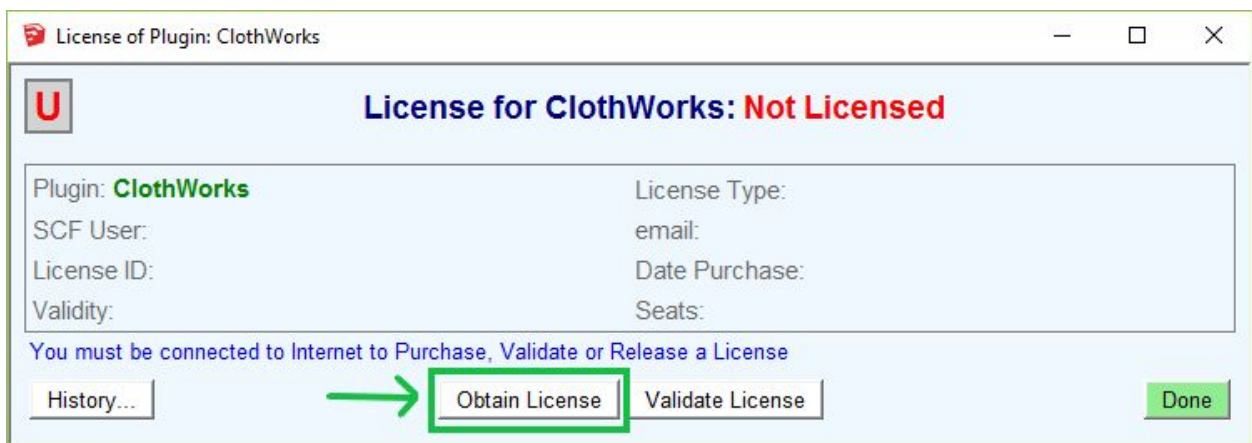 License of Plugin: ClothWorks
U
License for ClothWorks: Not Licensed
Plugin: ClothWorks
License Type:
SCF User:
email:
License ID:
Date Purchase:
Validity:
Seats:
You must be connected to Internet to Purchase, Validate or Release a License
History...
Obtain License
Validate License
Done